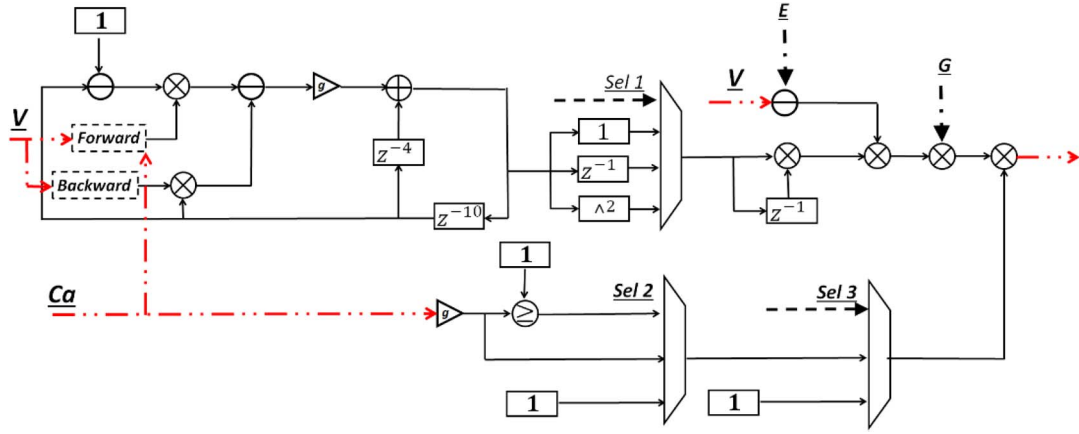 1
E
V
G
Sel 1
V
Forward
g
1
z⁻⁴
z⁻¹
Backward
z⁻¹
z⁻¹⁰
^2
1
Ca
Sel 2
Sel 3
g
≥
1
1